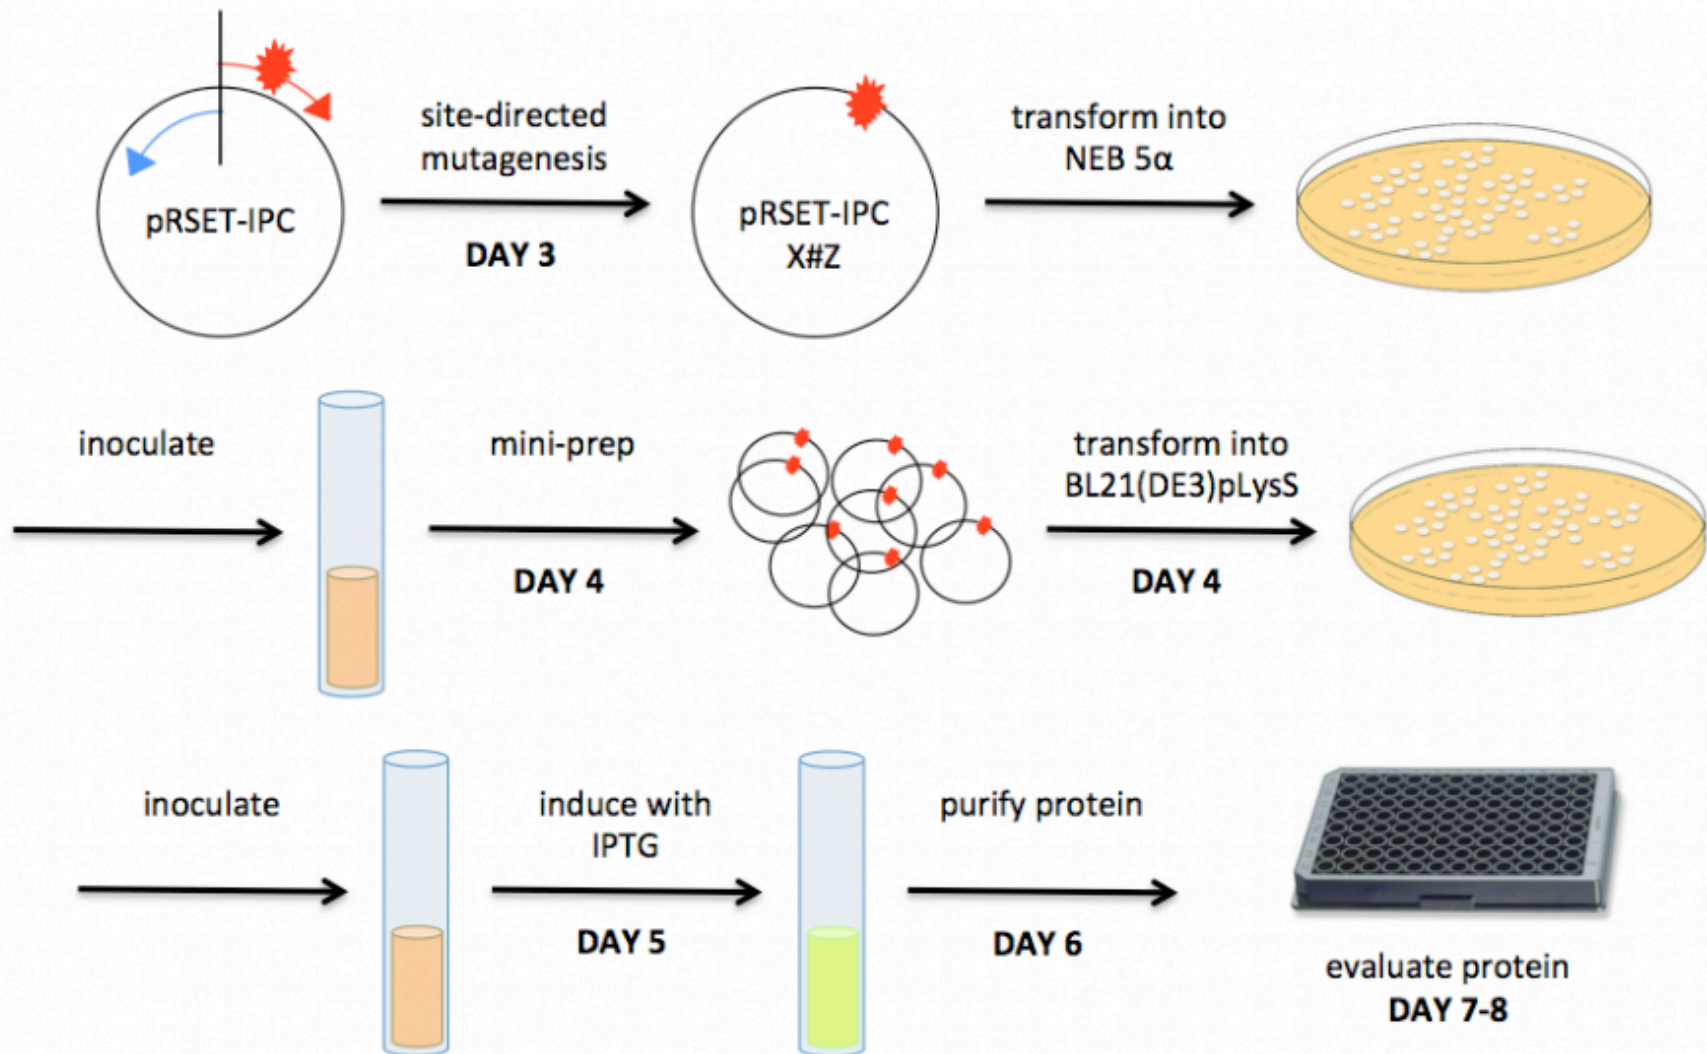 site-directed
mutagenesis
DAY 3
pRSET-IPC
pRSET-IPC
X#Z
transform into
NEB 5α
inoculate
mini-prep
DAY 4
transform into
BL21(DE3)pLysS
DAY 4
inoculate
induce with
IPTG
DAY 5
purify protein
DAY 6
evaluate protein
DAY 7-8